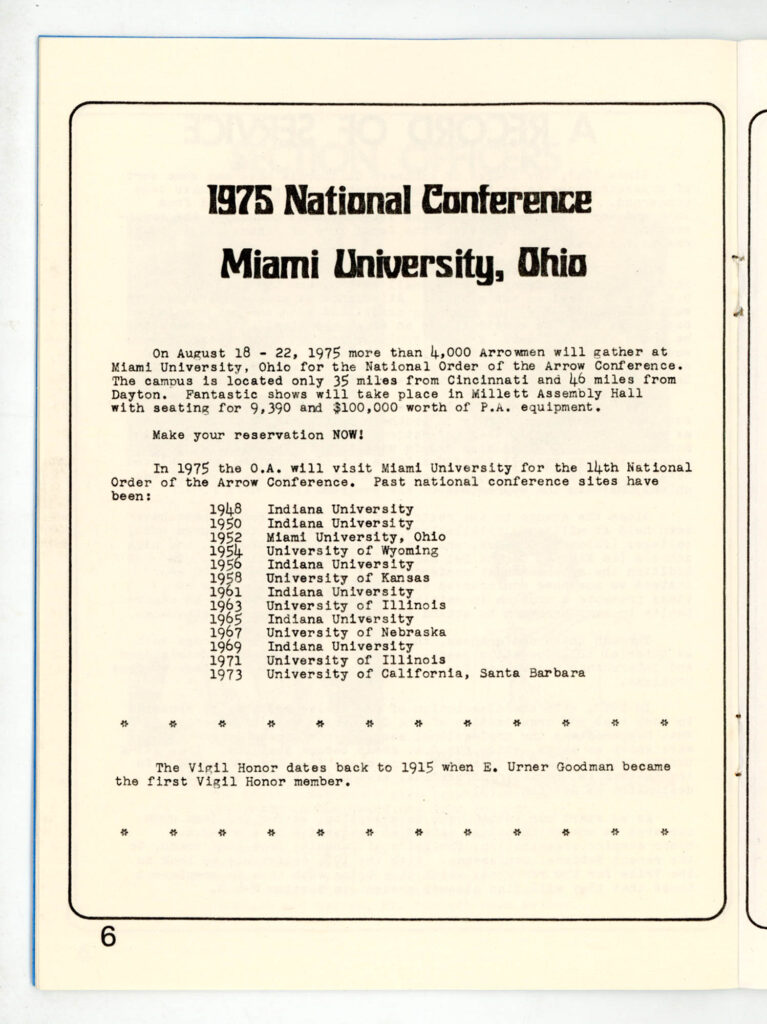 1975 National Conference
Miami University, Ohio
On August 18 - 22, 1975 more than 4,000 Arrowmen will gather at
Miami University, Ohio for the National Order of the Arrow Conference.
The campus is located only 35 miles from Cincinnati and 46 miles from
Dayton. Fantastic shows will take place in Millett Assembly Hall
with seating for 9,390 and $100,000 worth of P.A. equipment.
Make your reservation NOW!
In 1975 the O.A. will visit Miami University for the 14th National
Order of the Arrow Conference. Past national conference sites have
been:
1948 Indiana University
1950 Indiana University
1952 Miami University, Ohio
1954 University of Wyoming
1956 Indiana University
1958 University of Kansas
1961 Indiana University
1963 University of Illinois
1965 Indiana University
1967 University of Nebraska
1969 Indiana University
1971 University of Illinois
1973 University of California, Santa Barbara
* * * * * * * * * * * *
The Vigil Honor dates back to 1915 when E. Urner Goodman became
the first Vigil Honor member.
* * * * * * * * * * * *
6